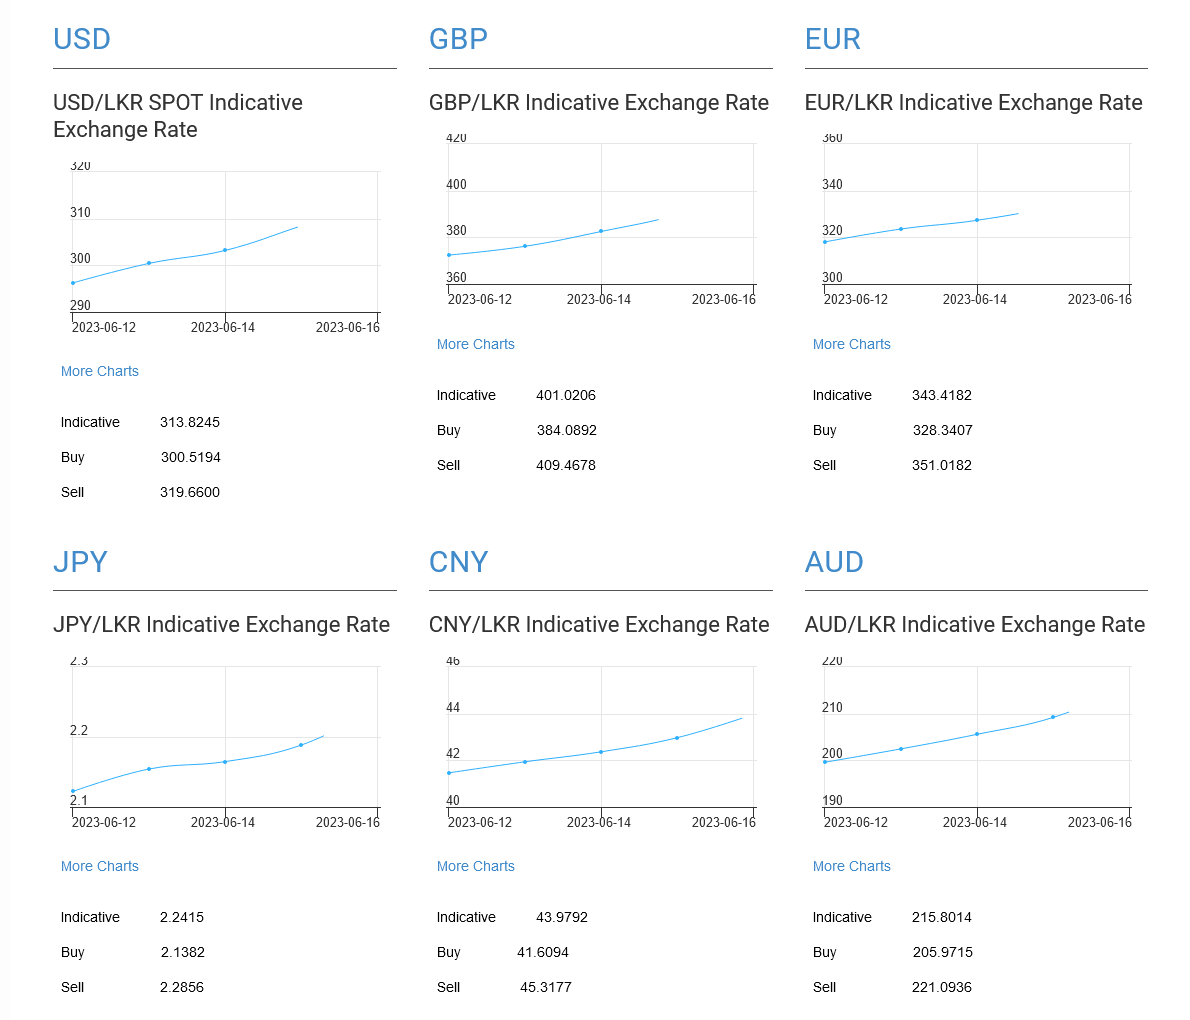 USD
USD/LKR SPOT Indicative
Exchange Rate
320
310
300
290
2023-06-12 2023-06-14 2023-06-16
More Charts
Indicative 313.8245
Buy 300.5194
Sell 319.6600
GBP
GBP/LKR Indicative Exchange Rate
420
400
380
360
2023-06-12 2023-06-14 2023-06-16
More Charts
Indicative 401.0206
Buy 384.0892
Sell 409.4678
EUR
EUR/LKR Indicative Exchange Rate
360
340
320
300
2023-06-12 2023-06-14 2023-06-16
More Charts
Indicative 343.4182
Buy 328.3407
Sell 351.0182
JPY
JPY/LKR Indicative Exchange Rate
2.3
2.2
2.1
2023-06-12 2023-06-14 2023-06-16
More Charts
Indicative 2.2415
Buy 2.1382
Sell 2.2856
CNY
CNY/LKR Indicative Exchange Rate
46
44
42
40
2023-06-12 2023-06-14 2023-06-16
More Charts
Indicative 43.9792
Buy 41.6094
Sell 45.3177
AUD
AUD/LKR Indicative Exchange Rate
220
210
200
190
2023-06-12 2023-06-14 2023-06-16
More Charts
Indicative 215.8014
Buy 205.9715
Sell 221.0936